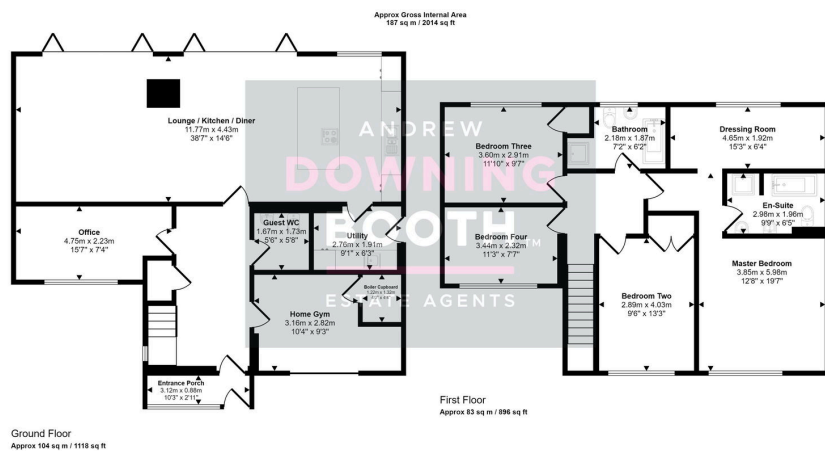 Approx Gross Internal Area
187 sq m / 2014 sq ft
Lounge / Kitchen / Diner
11.77m x 4.43m
38'7" x 14'6"
Office
4.75m x 2.23m
15'7" x 7'4"
Guest WC
1.67m x 1.73m
5'6" x 5'8"
Utility
2.76m x 1.91m
9'1" x 6'3"
Boiler Cupboard
Home Gym
3.16m x 2.82m
10'4" x 9'3"
Entrance Porch
3.12m x 0.88m
10'3" x 2'11"
Ground Floor
Approx 104 sq m / 1118 sq ft
ANDREW
DOWNING
BOOTH™
ESTATE AGENTS
Bedroom Three
3.60m x 2.91m
11'10" x 9'7"
Bathroom
2.18m x 1.87m
7'2" x 6'2"
Dressing Room
4.65m x 1.92m
15'3" x 6'4"
En-Suite
2.98m x 1.96m
9'9" x 6'5"
Bedroom Four
3.44m x 2.32m
11'3" x 7'7"
Bedroom Two
2.89m x 4.03m
9'6" x 13'3"
Master Bedroom
3.85m x 5.98m
12'8" x 19'7"
First Floor
Approx 83 sq m / 896 sq ft